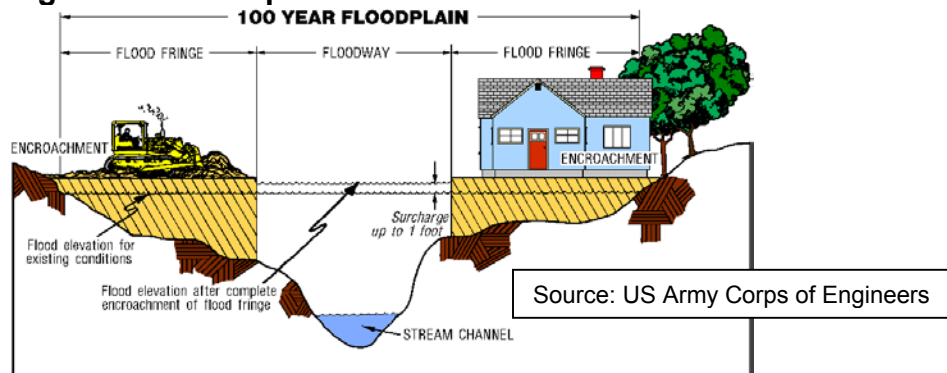 100 YEAR FLOODPLAIN
FLOOD FRINGE
FLOODWAY
FLOOD FRINGE
ENCROACHMENT
ENCROACHMENT
Surcharge
up to 1 foot
Flood elevation for
existing conditions
Flood elevation after complete
encroachment of flood fringe
Source: US Army Corps of Engineers
STREAM CHANNEL